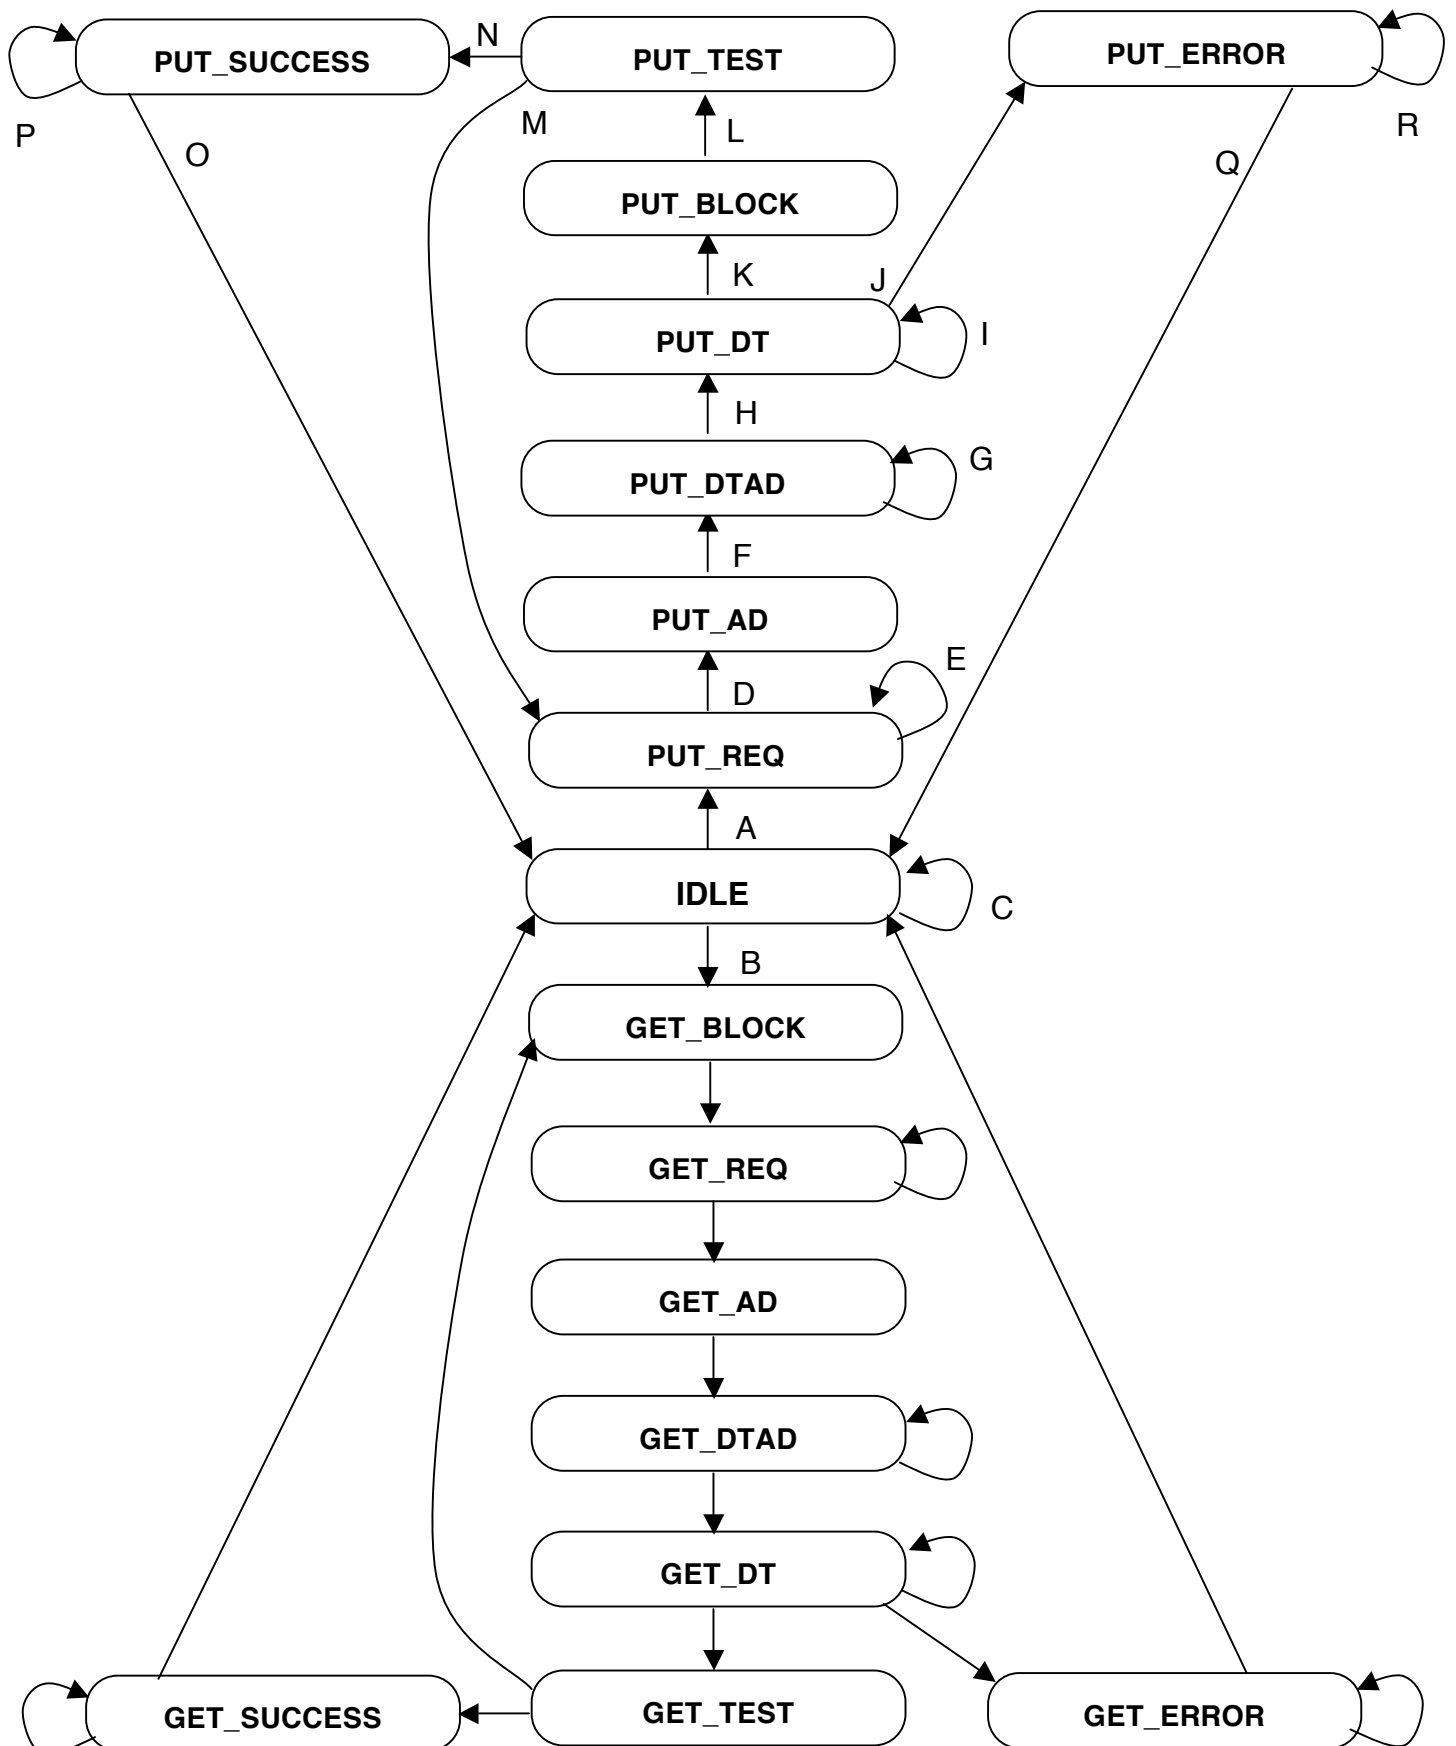 PUT_SUCCESS
N
PUT_TEST
PUT_ERROR
P
O
M
L
Q
R
PUT_BLOCK
K
J
PUT_DT
I
H
PUT_DTAD
G
F
PUT_AD
E
D
PUT_REQ
A
IDLE
C
B
GET_BLOCK
GET_REQ
GET_AD
GET_DTAD
GET_DT
GET_SUCCESS
GET_TEST
GET_ERROR